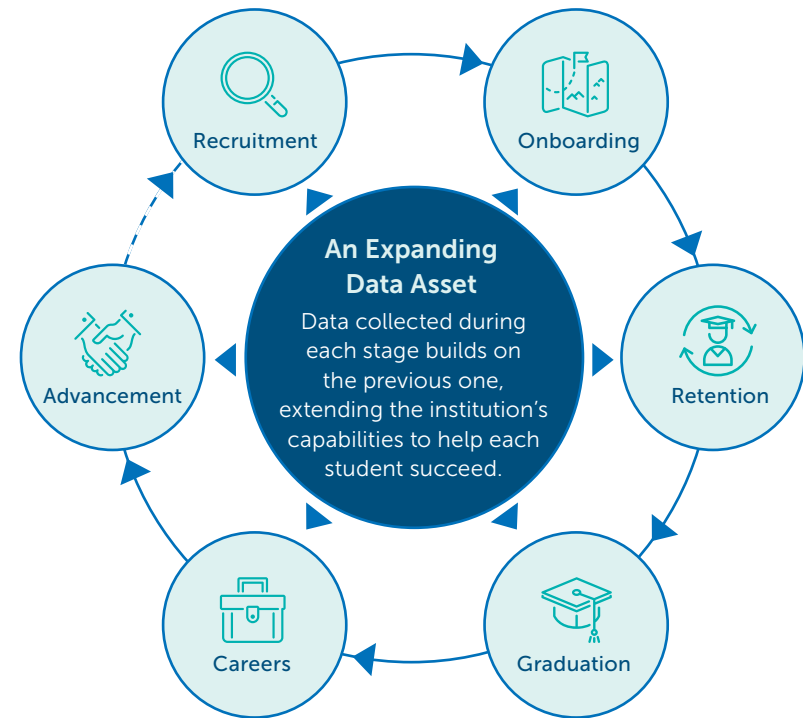 Recruitment
Onboarding
An Expanding
Data Asset
Data collected during
each stage builds on
the previous one,
extending the institution’s
capabilities to help each
student succeed.
Advancement
Retention
Careers
Graduation